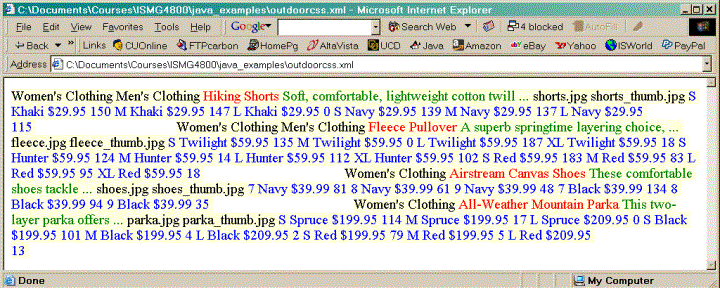 C:\Documents\Courses\ISMG4800\java_examples\outdoorcss.xml - Microsoft Internet Explorer
File Edit View Favorites Tools Help Google Search Web 4 blocked AutoFill
Back Links CUOnline FTPcarbon HomePg AltaVista UCD Java Amazon eBay Yahoo ISWorld PayPal
Address C:\Documents\Courses\ISMG4800\java_examples\outdoorcss.xml
Women's Clothing Men's Clothing Hiking Shorts Soft, comfortable, lightweight cotton twill ... shorts.jpg shorts_thumb.jpg S
Khaki $29.95 150 M Khaki $29.95 147 L Khaki $29.95 0 S Navy $29.95 139 M Navy $29.95 137 L Navy $29.95
115 Women's Clothing Men's Clothing Fleece Pullover A superb springtime layering choice, ...
fleece.jpg fleece_thumb.jpg S Twilight $59.95 135 M Twilight $59.95 0 L Twilight $59.95 187 XL Twilight $59.95 18 S
Hunter $59.95 124 M Hunter $59.95 14 L Hunter $59.95 112 XL Hunter $59.95 102 S Red $59.95 183 M Red $59.95 83 L
Red $59.95 95 XL Red $59.95 18 Women's Clothing Airstream Canvas Shoes These comfortable
shoes tackle ... shoes.jpg shoes_thumb.jpg 7 Navy $39.99 81 8 Navy $39.99 61 9 Navy $39.99 48 7 Black $39.99 134 8
Black $39.99 94 9 Black $39.99 35 Women's Clothing All-Weather Mountain Parka This two-
layer parka offers ... parka.jpg parka_thumb.jpg S Spruce $199.95 114 M Spruce $199.95 17 L Spruce $209.95 0 S Black
$199.95 101 M Black $199.95 4 L Black $209.95 2 S Red $199.95 79 M Red $199.95 5 L Red $209.95
13
Done My Computer